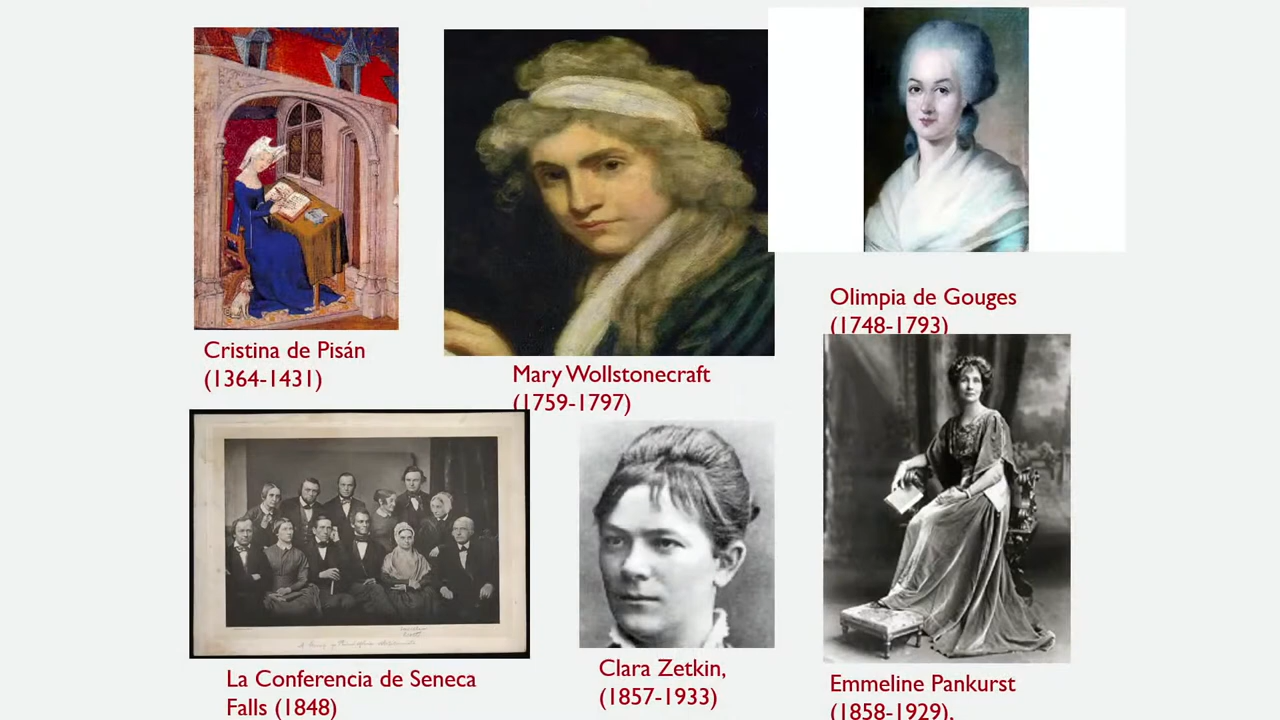 Cristina de Pisán
(1364-1431)
Mary Wollstonecraft
(1759-1797)
Olimpia de Gouges
(1748-1793)
La Conferencia de Seneca
Falls (1848)
Clara Zetkin,
(1857-1933)
Emmeline Pankurst
(1858-1929),